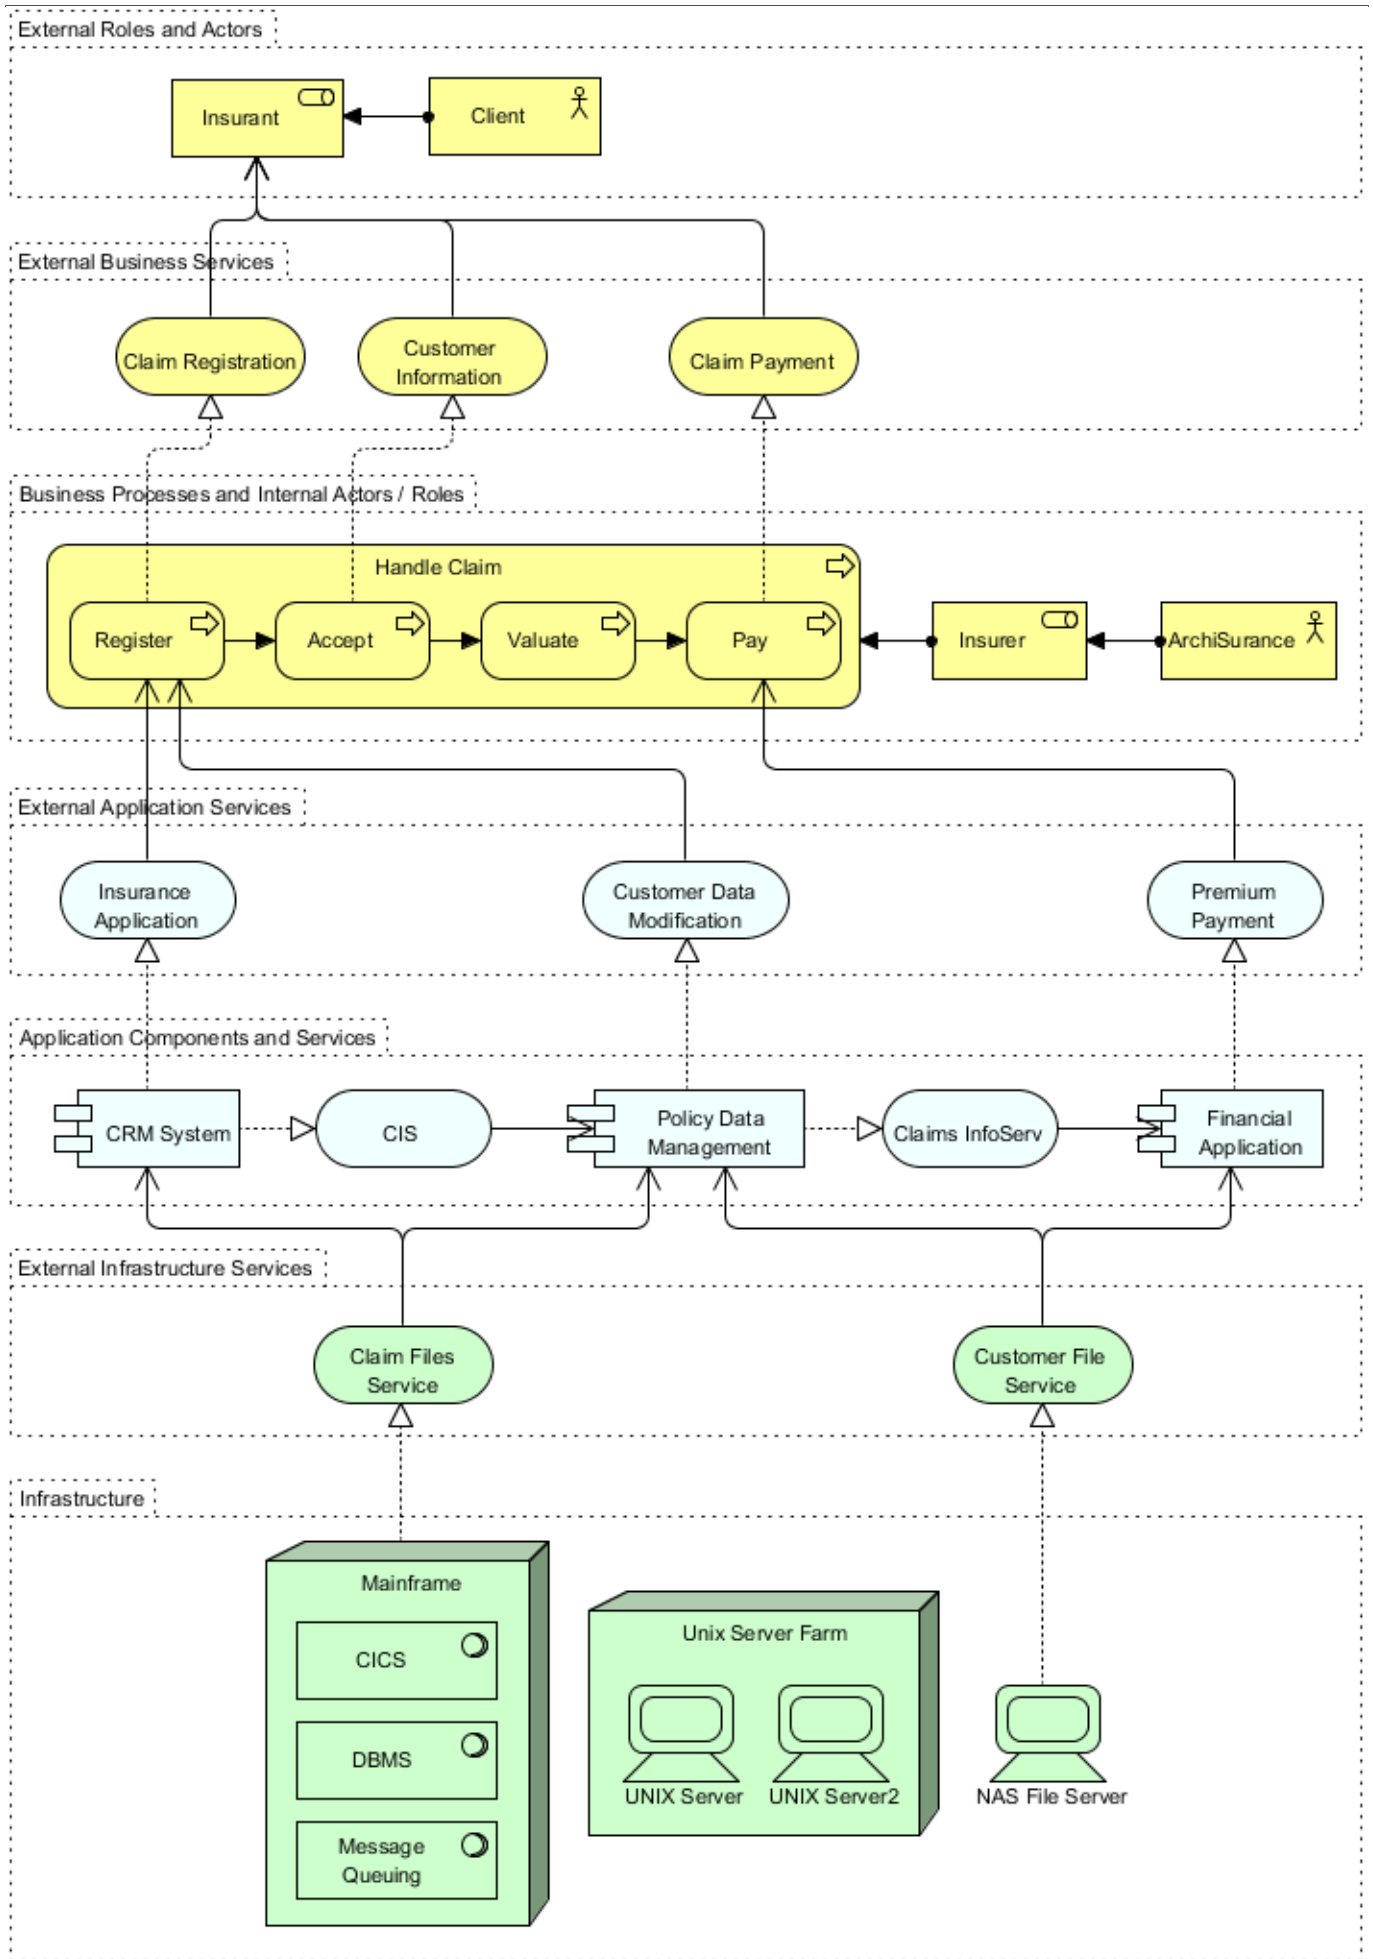 External Roles and Actors
Insurant
Client
External Business Services
Claim Registration
Customer
Information
Claim Payment
Business Processes and Internal Actors / Roles
Handle Claim
Register
Accept
Valuate
Pay
Insurer
ArchiSurance
External Application Services
Insurance
Application
Customer Data
Modification
Premium
Payment
Application Components and Services
CRM System
CIS
Policy Data
Management
Claims InfoServ
Financial
Application
External Infrastructure Services
Claim Files
Service
Customer File
Service
Infrastructure
Mainframe
CICS
DBMS
Message
Queuing
Unix Server Farm
UNIX Server
UNIX Server2
NAS File Server